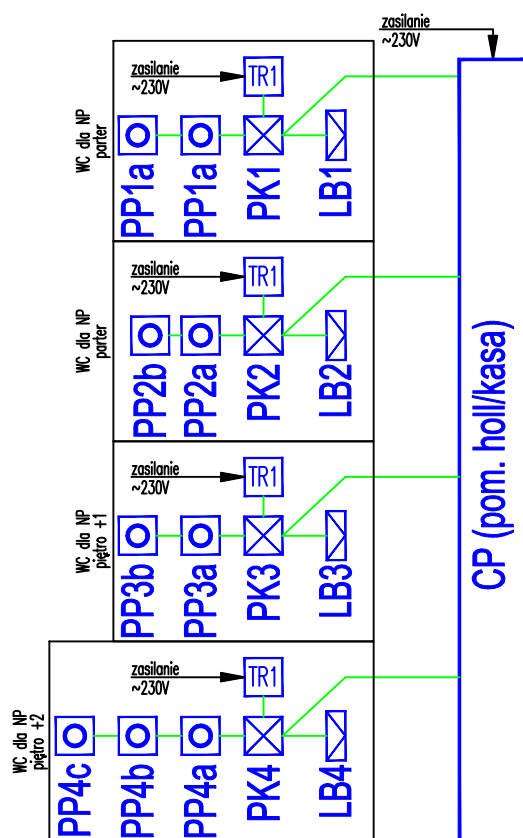 zasilanie
~230V
zasilanie
~230V
TR1
WC dla NP
parter
PP1a
PP1a
PK1
LB1
zasilanie
~230V
TR1
WC dla NP
parter
PP2b
PP2a
PK2
LB2
CP (pom. holl/kasa)
zasilanie
~230V
TR1
WC dla NP
piętro +1
PP3b
PP3a
PK3
LB3
zasilanie
~230V
TR1
WC dla NP
piętro +2
PP4c
PP4b
PP4a
PK4
LB4